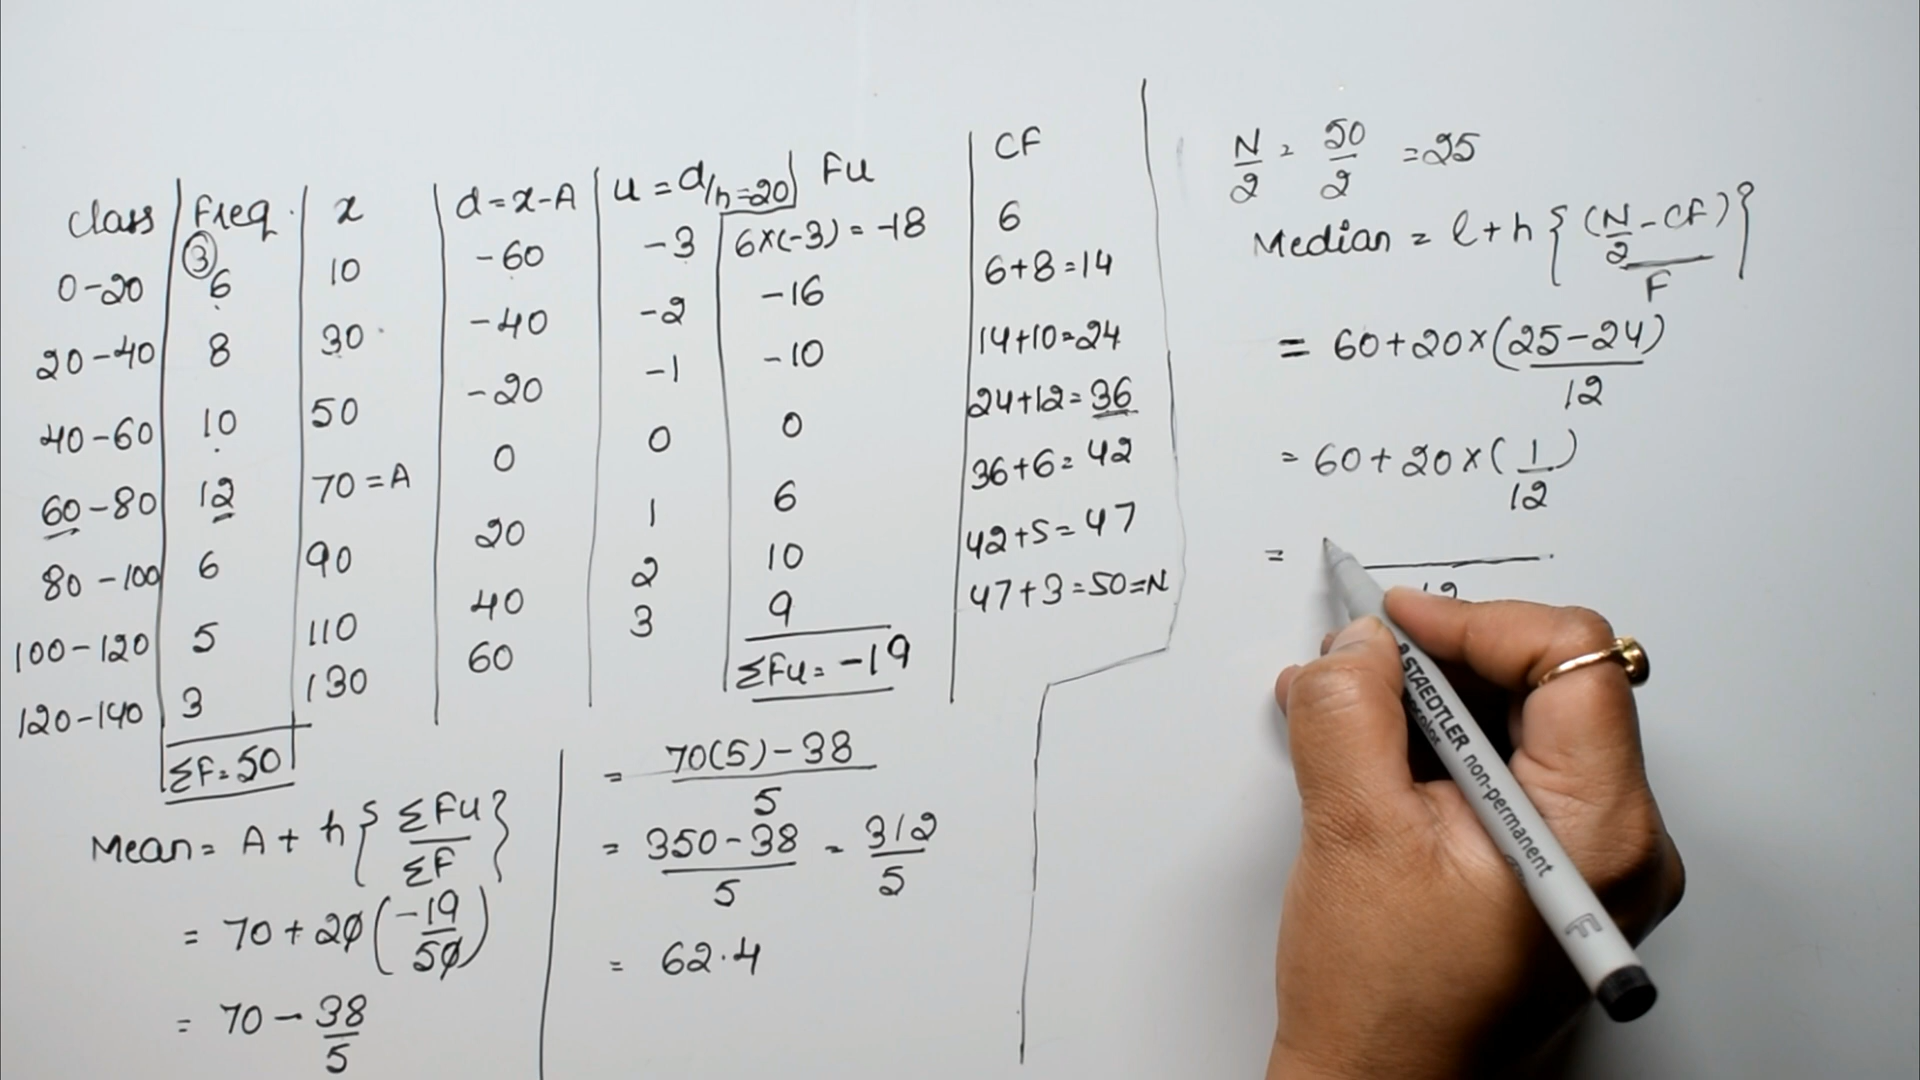 Class Freq. x d=x-A u=d/h=20 Fu CF
③
0-20 6 10 -60 -3 6×(-3)=-18 6
20-40 8 30 -40 -2 -16 6+8=14
40-60 10 50 -20 -1 -10 14+10=24
60-80 12 70=A 0 0 0 24+12=36
80-100 6 90 20 1 6 36+6=42
100-120 5 110 40 2 10 42+5=47
120-140 3 130 60 3 9 47+3=50=N
ΣF=50 ΣFu=-19
Mean = A+h{ΣFu/ΣF}
= 70+20(-19/50)
= 70-38/5
= 70(5)-38/5
= 350-38/5 = 312/5
= 62.4
N/2 = 50/2 =25
Median = l+h{(N/2-CF)/F}
= 60+20×(25-24)/12
= 60+20×(1/12)
= /12
STAEDTLER non-permanent
F